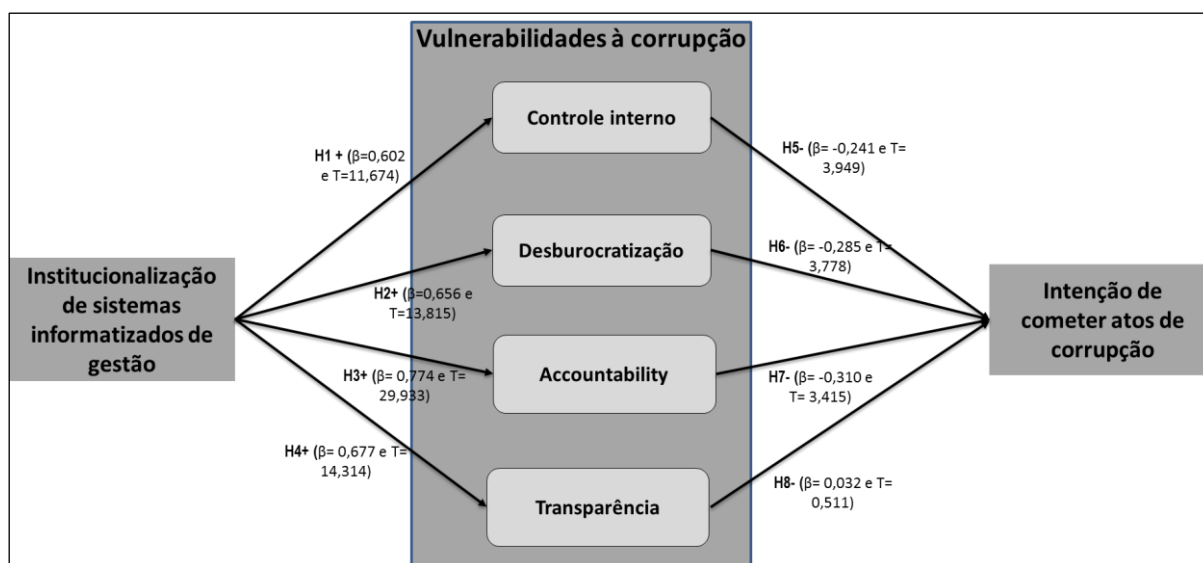 Vulnerabilidades à corrupção
Controle interno
H1 + (β=0,602
e T=11,674)
H5- (β= -0,241 e T=
3,949)
Desburocratização
H2+ (β=0,656 e
T=13,815)
H6- (β= -0,285 e T=
3,778)
Institucionalização
de sistemas
informatizados de
gestão
Intenção de
cometer atos de
corrupção
Accountability
H3+ (β= 0,774 e T=
29,933)
H7- (β= -0,310 e
T= 3,415)
H4+ (β= 0,677 e T=
14,314)
Transparência
H8- (β= 0,032 e T=
0,511)